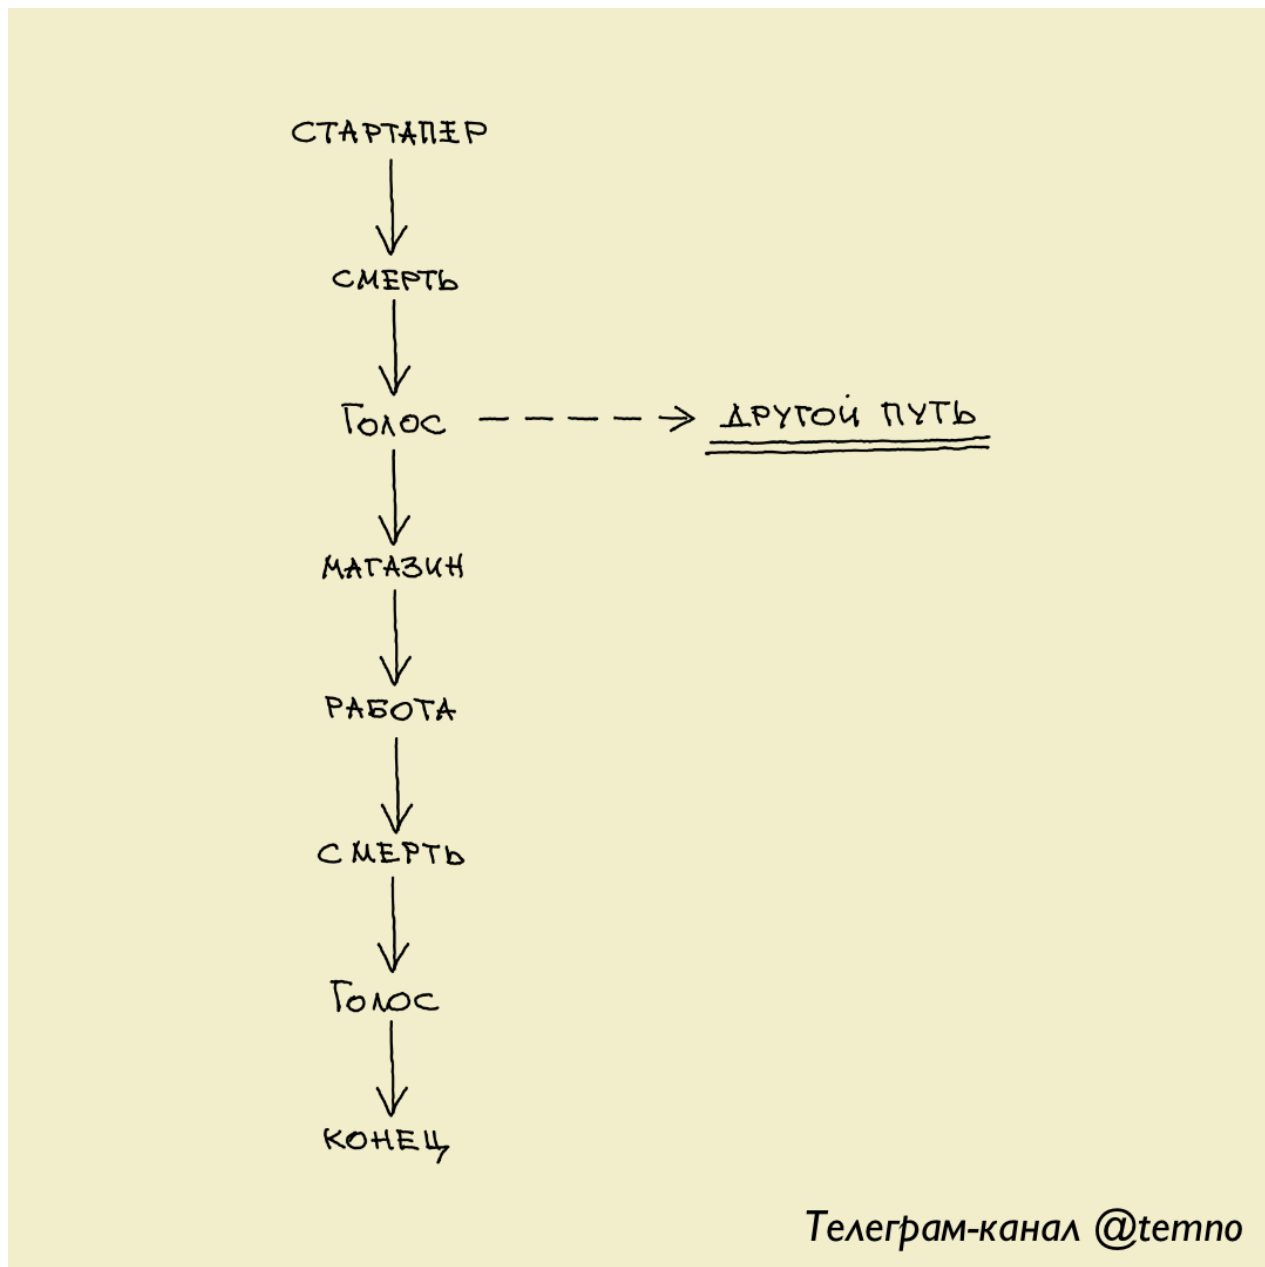 СТАРТАПЕР
СМЕРТЬ
Голос
ДРУГОЙ ПУТЬ
МАГАЗИН
РАБОТА
СМЕРТЬ
Голос
КОНЕЦ
Телеграм-канал @temno